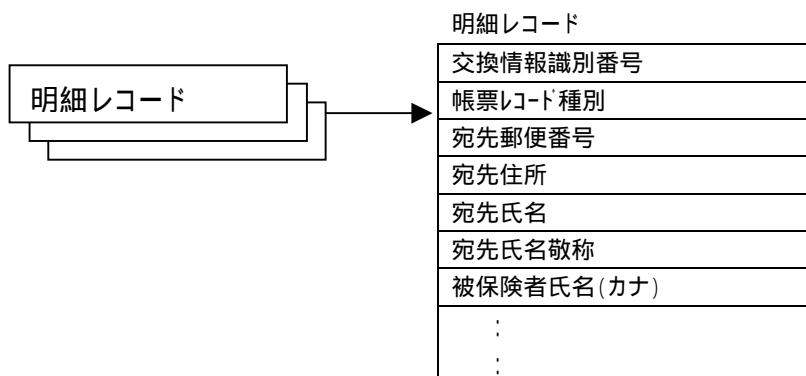 明細レコード
明細レコード
交換情報識別番号
帳票ﾚｺｰﾄﾞ種別
宛先郵便番号
宛先住所
宛先氏名
宛先氏名敬称
被保険者氏名(カナ)
:
: